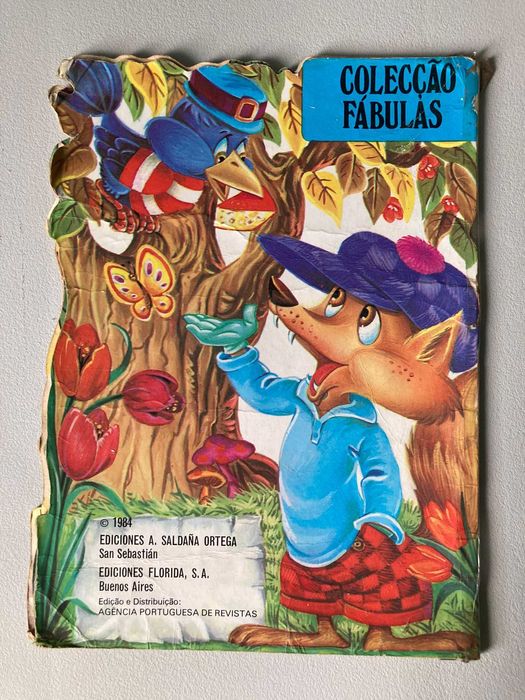 COLECÇÃO
FÁBULAS
© 1984
EDICIONES A. SALDAÑA ORTEGA
San Sebastián
EDICIONES FLORIDA, S.A.
Buenos Aires
Edição e Distribuição:
AGÊNCIA PORTUGUESA DE REVISTAS